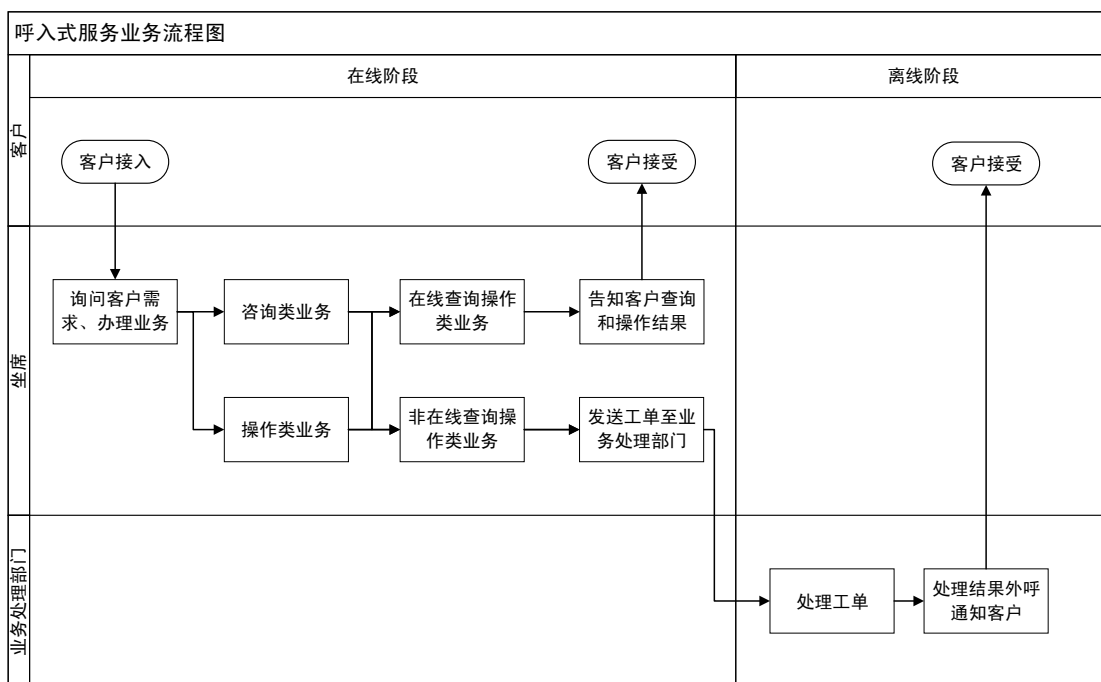 呼入式服务业务流程图
在线阶段
离线阶段
客户
客户接入
客户接受
客户接受
坐席
询问客户需
求、办理业务
咨询类业务
在线查询操作
类业务
告知客户查询
和操作结果
操作类业务
非在线查询操
作类业务
发送工单至业
务处理部门
业务处理部门
处理工单
处理结果外呼
通知客户